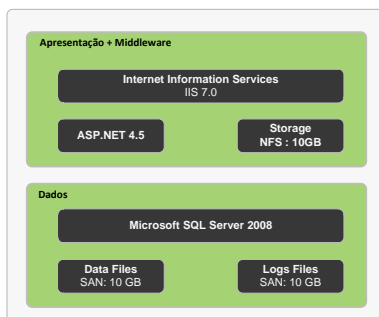 Apresentação + Middleware
Internet Information Services
IIS 7.0
ASP.NET 4.5
Storage
NFS : 10GB
Dados
Microsoft SQL Server 2008
Data Files
SAN: 10 GB
Logs Files
SAN: 10 GB